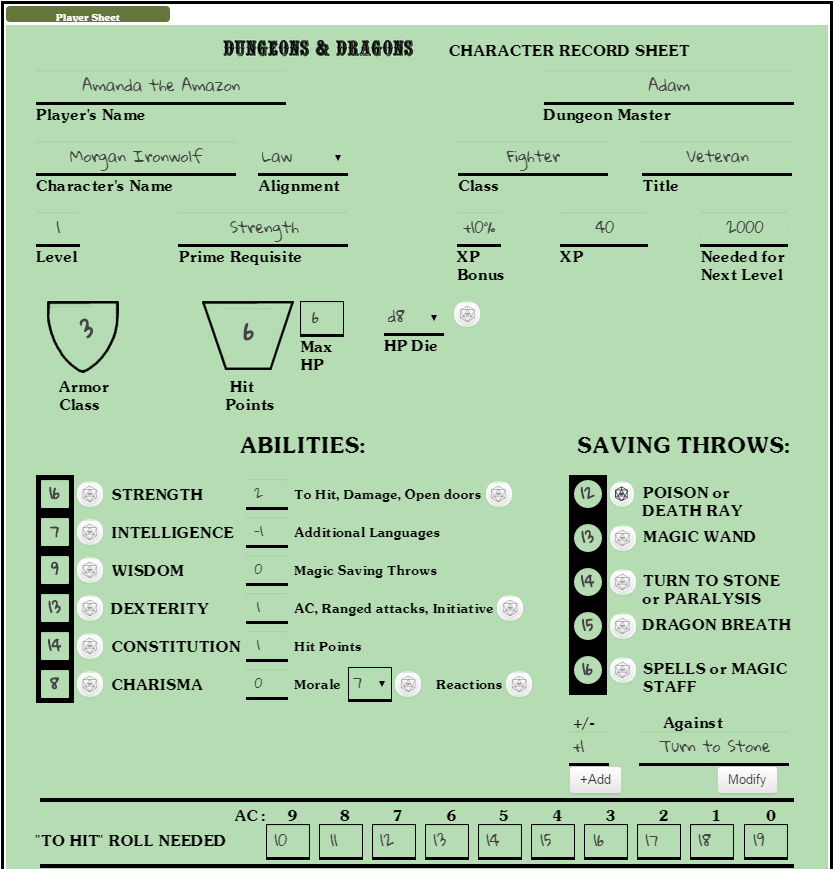 Player Sheet
DUNGEONS & DRAGONS CHARACTER RECORD SHEET
Amanda the Amazon Adam
Player's Name Dungeon Master
Morgan Ironwolf Law Fighter Veteran
Character's Name Alignment Class Title
1 Strength +10% 40 2000
Level Prime Requisite XP Bonus XP Needed for Next Level
3 6 6 d8
Max HP HP Die
Armor Class Hit Points
ABILITIES: SAVING THROWS:
16 STRENGTH 2 To Hit, Damage, Open doors 12 POISON or DEATH RAY
7 INTELLIGENCE -1 Additional Languages 13 MAGIC WAND
9 WISDOM 0 Magic Saving Throws 14 TURN TO STONE or PARALYSIS
13 DEXTERITY 1 AC, Ranged attacks, Initiative 15 DRAGON BREATH
14 CONSTITUTION 1 Hit Points 16 SPELLS or MAGIC STAFF
8 CHARISMA 0 Morale 7 Reactions
+/- Against
+1 Turn to Stone
+Add Modify
AC: 9 8 7 6 5 4 3 2 1 0
"TO HIT" ROLL NEEDED 10 11 12 13 14 15 16 17 18 19